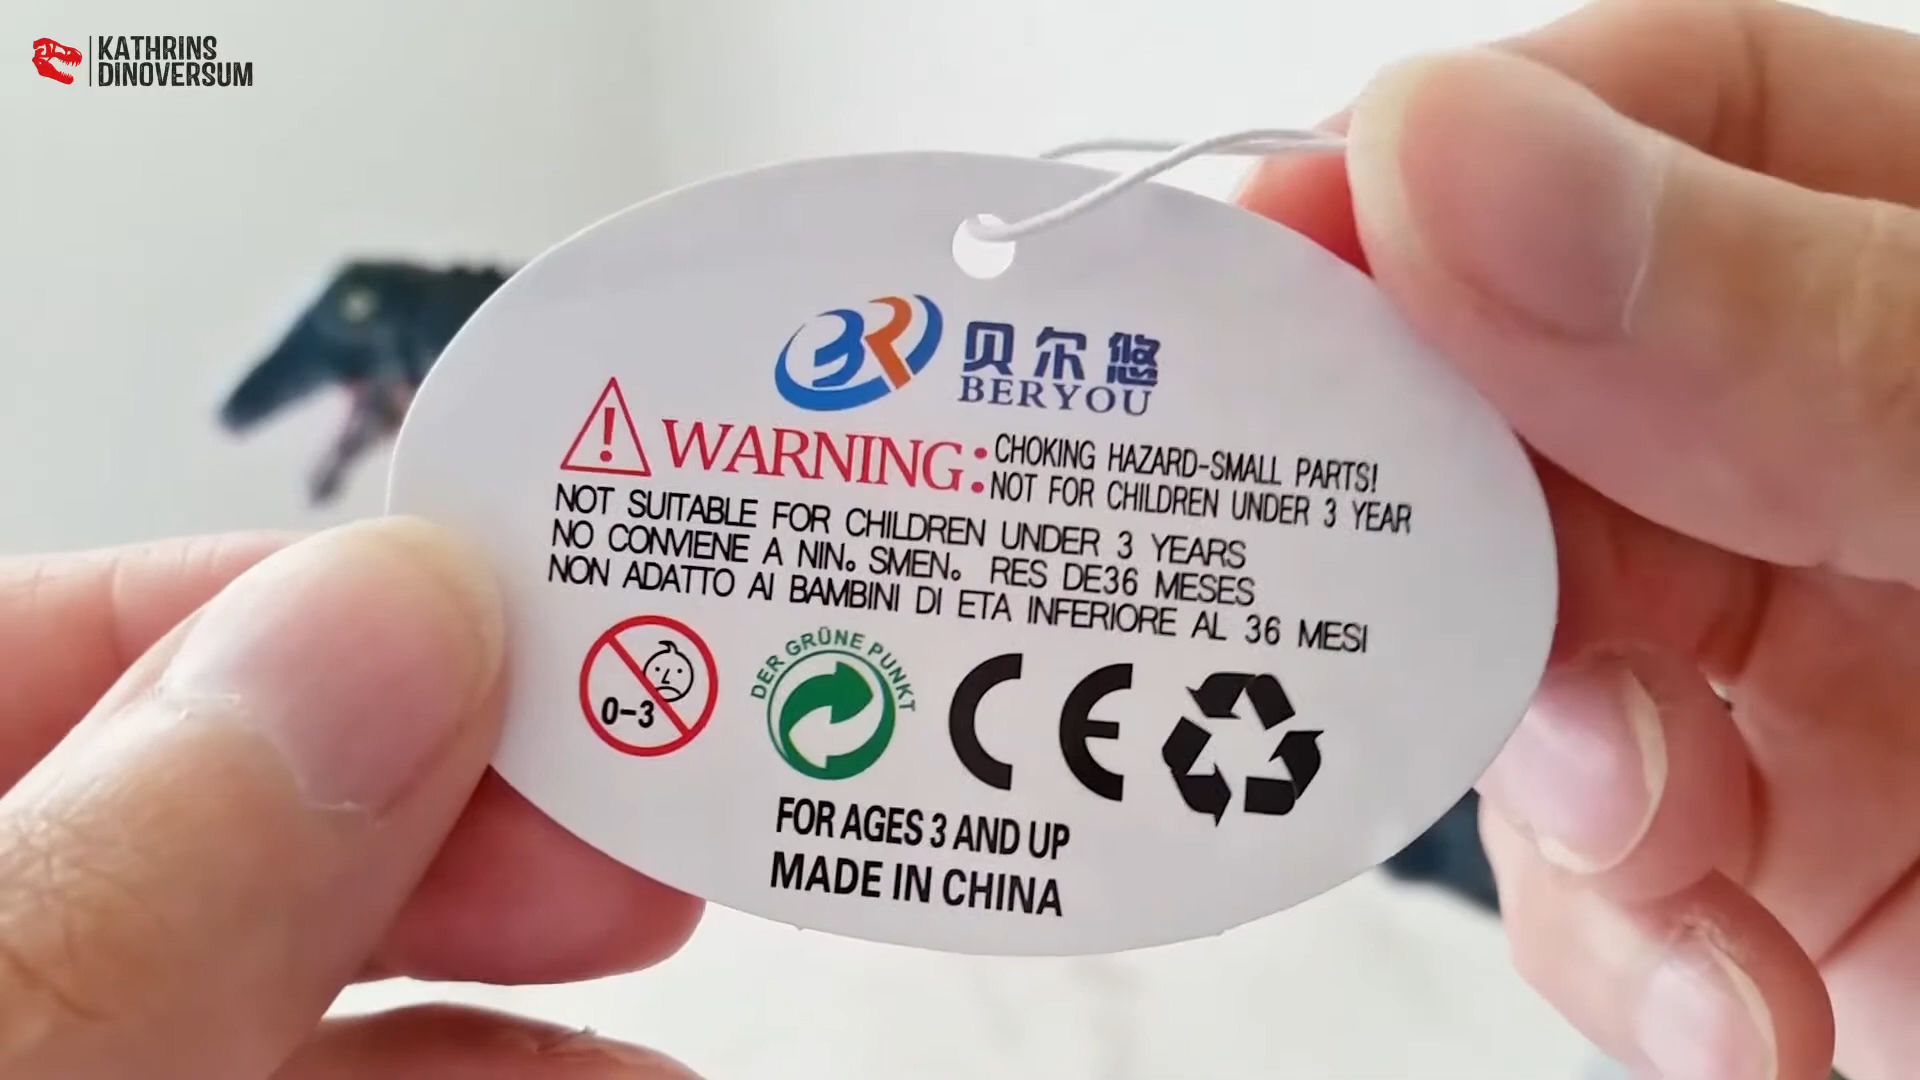 KATHRINS
DINOVERSUM
BR
贝尔悠
BERYOU
WARNING:
CHOKING HAZARD-SMALL PARTS!
NOT FOR CHILDREN UNDER 3 YEAR
NOT SUITABLE FOR CHILDREN UNDER 3 YEARS
NO CONVIENE A NIN。SMEN。 RES DE36 MESES
NON ADATTO AI BAMBINI DI ETA INFERIORE AL 36 MESI
0-3
DER GRÜNE PUNKT
CE
FOR AGES 3 AND UP
MADE IN CHINA